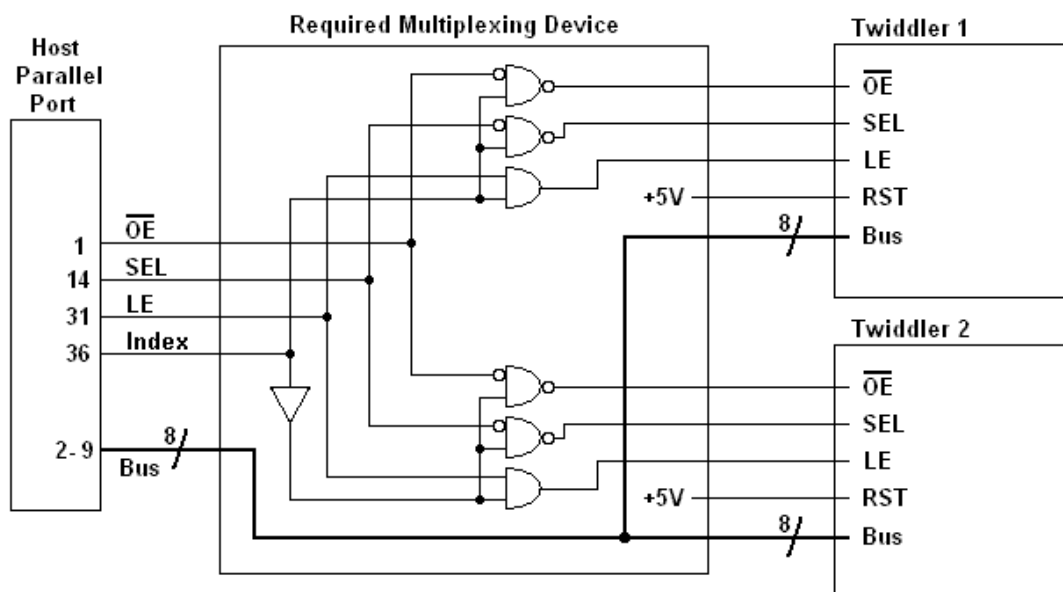 Required Multiplexing Device
Host
Parallel
Port
1
OE
14
SEL
31
LE
36
Index
2-9
8
Bus
Twiddler 1
OE
SEL
LE
+5V
RST
8
Bus
Twiddler 2
OE
SEL
LE
+5V
RST
8
Bus